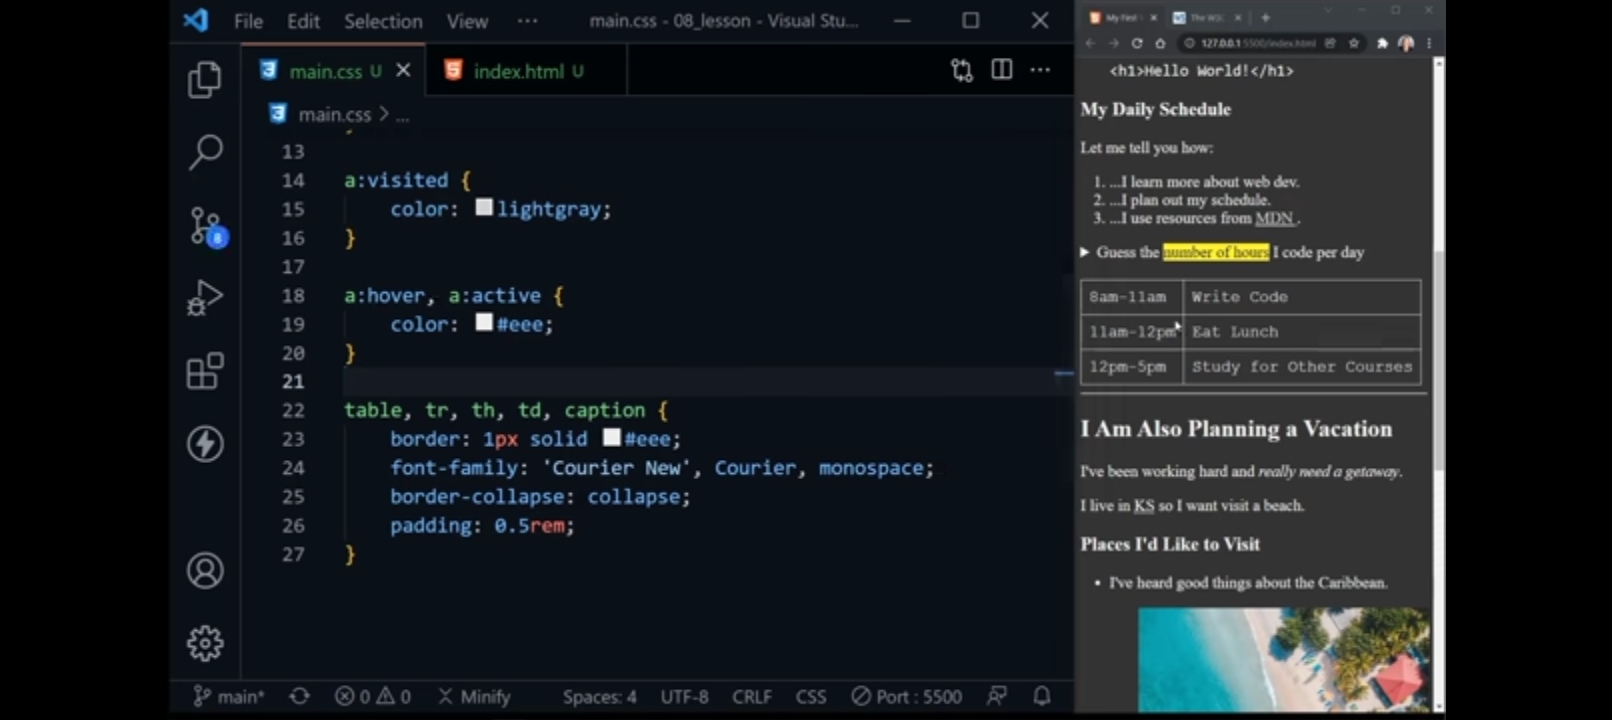 File Edit Selection View ··· main.css - 08_lesson - Visual Stu...
main.css U index.html U
main.css > ...
13
14 a:visited {
15 color: lightgray;
16 }
17
18 a:hover, a:active {
19 color: #eee;
20 }
21
22 table, tr, th, td, caption {
23 border: 1px solid #eee;
24 font-family: 'Courier New', Courier, monospace;
25 border-collapse: collapse;
26 padding: 0.5rem;
27 }
8
main* 0 0 Minify Spaces: 4 UTF-8 CRLF CSS Port : 5500
My First The W3
127.0.0.1:5500/index.html
<h1>Hello World!</h1>
My Daily Schedule
Let me tell you how:
1. ...I learn more about web dev.
2. ...I plan out my schedule.
3. ...I use resources from MDN .
Guess the number of hours I code per day
8am-11am Write Code
11am-12pm Eat Lunch
12pm-5pm Study for Other Courses
I Am Also Planning a Vacation
I've been working hard and really need a getaway.
I live in KS so I want visit a beach.
Places I'd Like to Visit
• I've heard good things about the Caribbean.